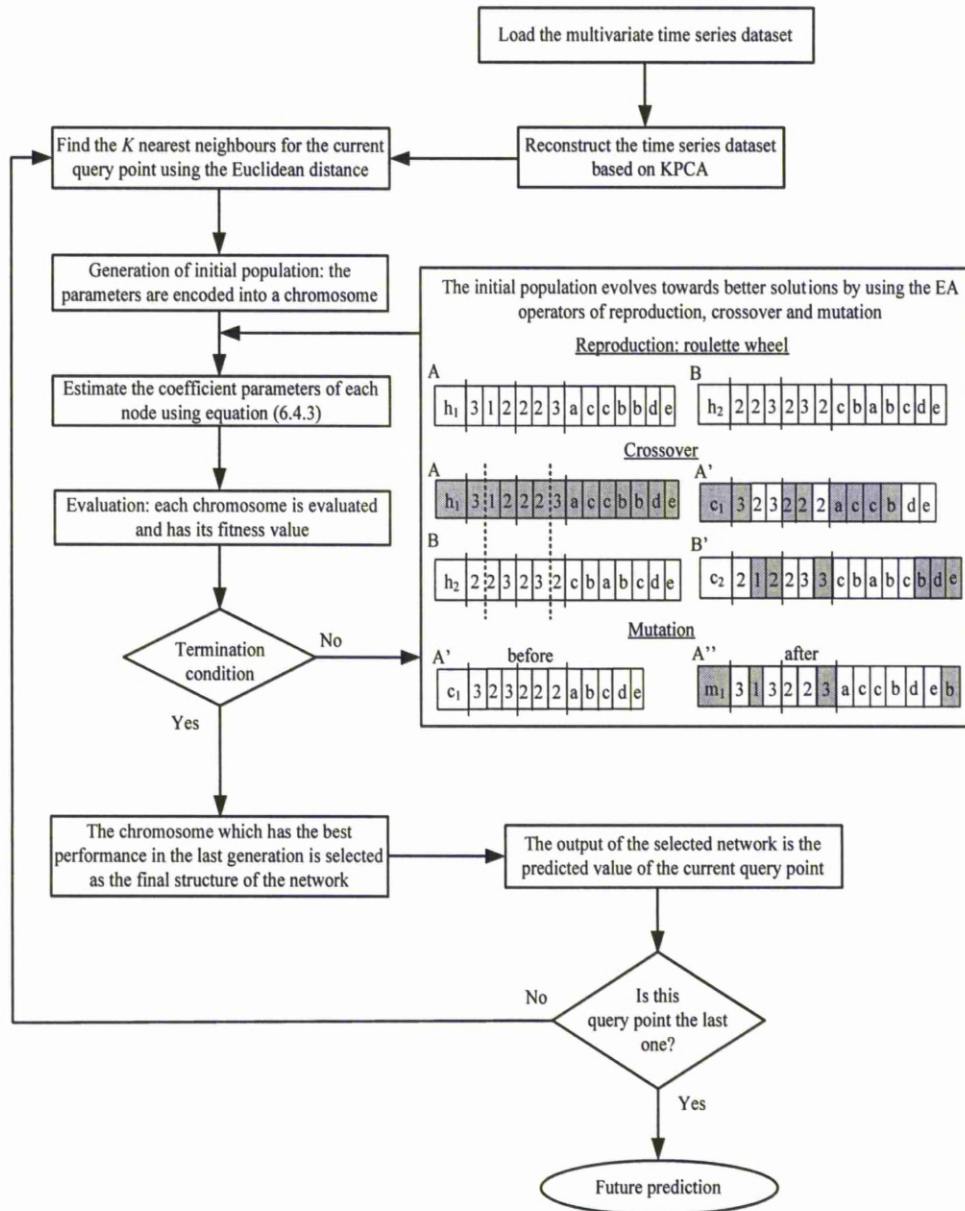 Load the multivariate time series dataset
Find the K nearest neighbours for the current
query point using the Euclidean distance
Reconstruct the time series dataset
based on KPCA
Generation of initial population: the
parameters are encoded into a chromosome
The initial population evolves towards better solutions by using the EA
operators of reproduction, crossover and mutation
Reproduction: roulette wheel
A
h1 3 1 2 2 2 3 a c c b b d e
B
h2 2 2 3 2 3 2 c b a b c d e
Estimate the coefficient parameters of each
node using equation (6.4.3)
Crossover
A
h1 3 1 2 2 2 3 a c c b b d e
A'
c1 3 2 3 2 2 2 a c c b d e
B
h2 2 2 3 2 3 2 c b a b c d e
B'
c2 2 1 2 2 3 3 c b a b c b d e
Evaluation: each chromosome is evaluated
and has its fitness value
Mutation
A' before
c1 3 2 3 2 2 2 a b c d e
A'' after
m1 3 1 3 2 2 3 a c c b d e b
Termination
condition
No
Yes
The chromosome which has the best
performance in the last generation is selected
as the final structure of the network
The output of the selected network is the
predicted value of the current query point
Is this
query point the last
one?
No
Yes
Future prediction